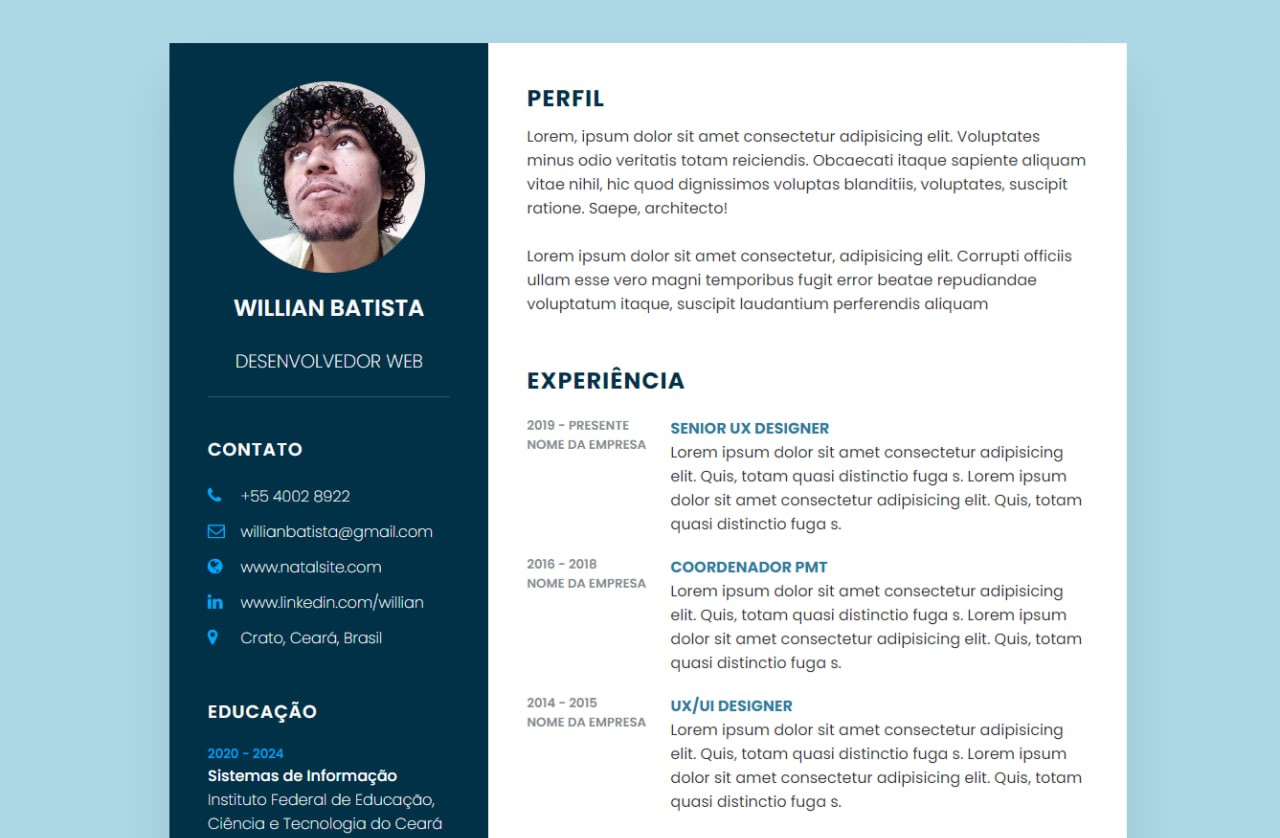 WILLIAN BATISTA
DESENVOLVEDOR WEB
CONTATO
+55 4002 8922
willianbatista@gmail.com
www.natalsite.com
www.linkedin.com/willian
Crato, Ceará, Brasil
EDUCAÇÃO
2020 - 2024
Sistemas de Informação
Instituto Federal de Educação,
Ciência e Tecnologia do Ceará
PERFIL
Lorem, ipsum dolor sit amet consectetur adipisicing elit. Voluptates
minus odio veritatis totam reiciendis. Obcaecati itaque sapiente aliquam
vitae nihil, hic quod dignissimos voluptas blanditiis, voluptates, suscipit
ratione. Saepe, architecto!
Lorem ipsum dolor sit amet consectetur, adipisicing elit. Corrupti officiis
ullam esse vero magni temporibus fugit error beatae repudiandae
voluptatum itaque, suscipit laudantium perferendis aliquam
EXPERIÊNCIA
2019 - PRESENTE
NOME DA EMPRESA
SENIOR UX DESIGNER
Lorem ipsum dolor sit amet consectetur adipisicing
elit. Quis, totam quasi distinctio fuga s. Lorem ipsum
dolor sit amet consectetur adipisicing elit. Quis, totam
quasi distinctio fuga s.
2016 - 2018
NOME DA EMPRESA
COORDENADOR PMT
Lorem ipsum dolor sit amet consectetur adipisicing
elit. Quis, totam quasi distinctio fuga s. Lorem ipsum
dolor sit amet consectetur adipisicing elit. Quis, totam
quasi distinctio fuga s.
2014 - 2015
NOME DA EMPRESA
UX/UI DESIGNER
Lorem ipsum dolor sit amet consectetur adipisicing
elit. Quis, totam quasi distinctio fuga s. Lorem ipsum
dolor sit amet consectetur adipisicing elit. Quis, totam
quasi distinctio fuga s.